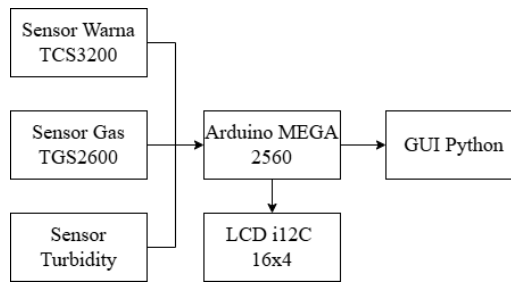 Sensor Warna
TCS3200
Sensor Gas
TGS2600
Arduino MEGA
2560
GUI Python
Sensor
Turbidity
LCD i12C
16x4